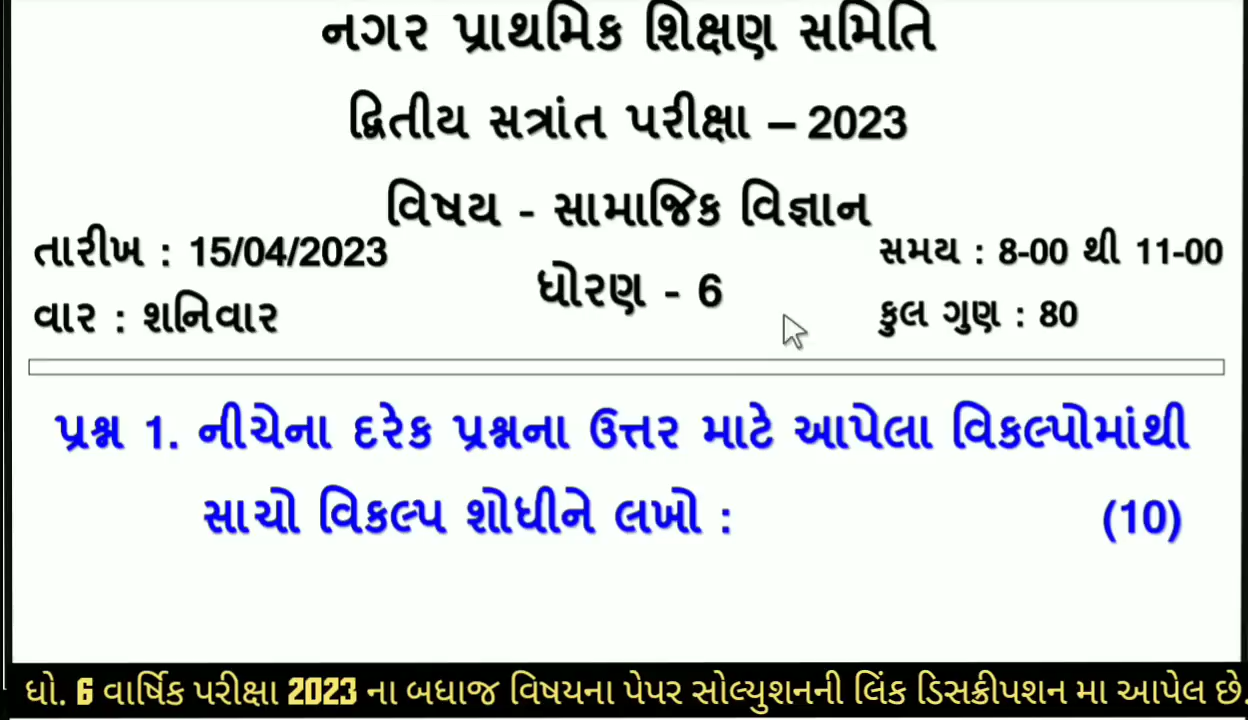 નગર પ્રાથમિક શિક્ષણ સમિતિ
દ્વિતીય સત્રાંત પરીક્ષા – 2023
વિષય - સામાજિક વિજ્ઞાન
તારીખ : 15/04/2023
સમય : 8-00 થી 11-00
ધોરણ - 6
વાર : શનિવાર
કુલ ગુણ : 80
પ્રશ્ન 1. નીચેના દરેક પ્રશ્નના ઉત્તર માટે આપેલા વિકલ્પોમાંથી
સાચો વિકલ્પ શોધીને લખો : (10)
ધો. 6 વાર્ષિક પરીક્ષા 2023 ના બધાજ વિષયના પેપર સોલ્યુશનની લિંક ડિસક્રીપશન મા આપેલ છે